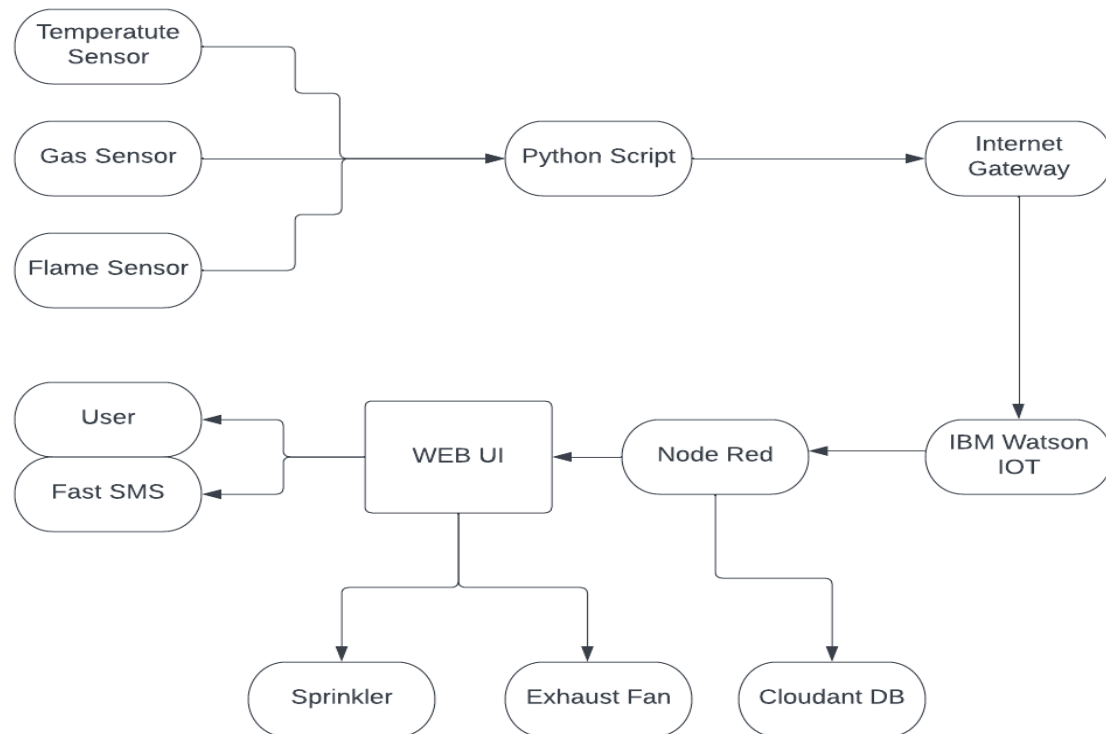 Temperatute
Sensor
Gas Sensor
Python Script
Internet
Gateway
Flame Sensor
User
Fast SMS
WEB UI
Node Red
IBM Watson
IOT
Sprinkler
Exhaust Fan
Cloudant DB